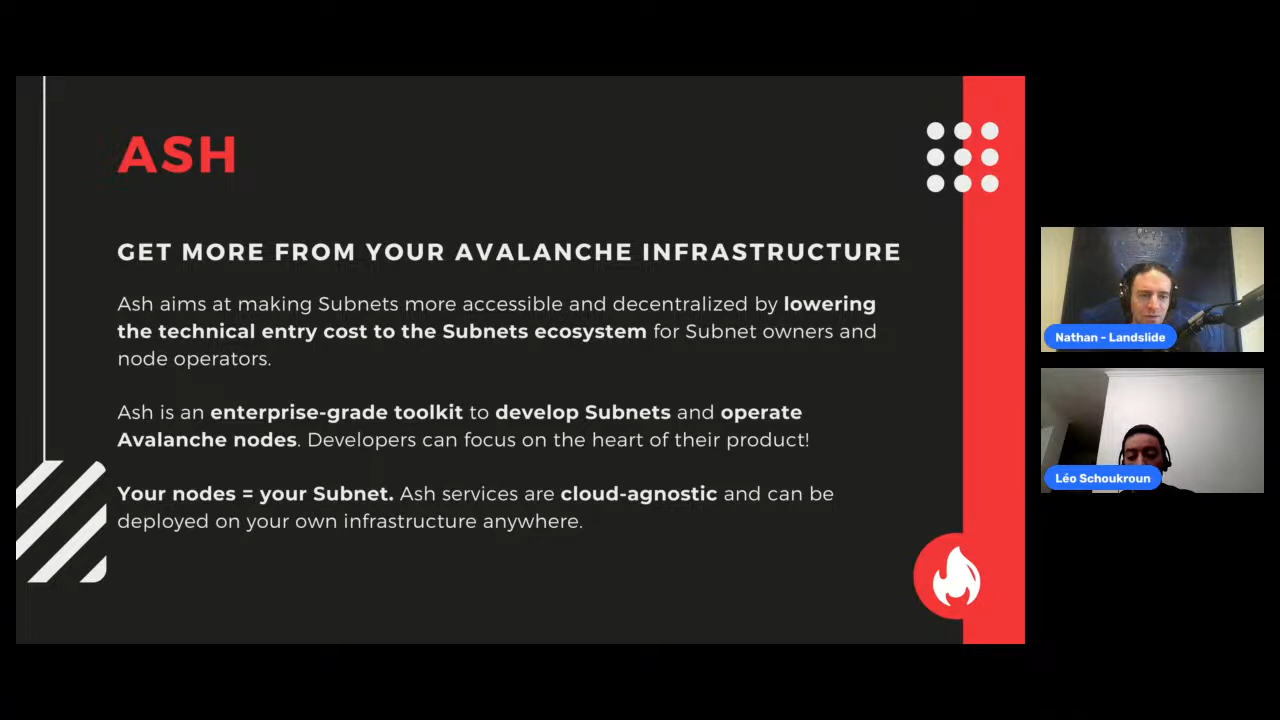 ASH
GET MORE FROM YOUR AVALANCHE INFRASTRUCTURE
Ash aims at making Subnets more accessible and decentralized by lowering
the technical entry cost to the Subnets ecosystem for Subnet owners and
node operators.
Ash is an enterprise-grade toolkit to develop Subnets and operate
Avalanche nodes. Developers can focus on the heart of their product!
Your nodes = your Subnet. Ash services are cloud-agnostic and can be
deployed on your own infrastructure anywhere.
Nathan - Landslide
Léo Schoukroun